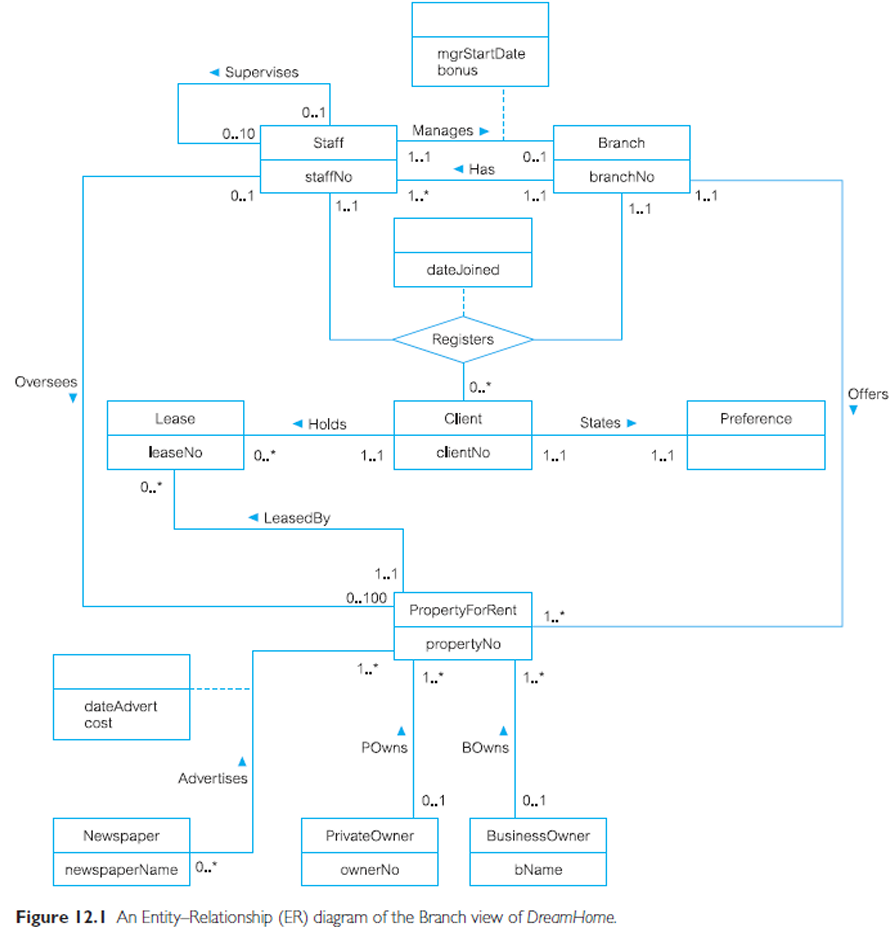 mgrStartDate
bonus
Supervises
0..1
0..10
Staff
Manages
Branch
1..1
0..1
Has
staffNo
branchNo
0..1
1..1
1..*
1..1
1..1
1..1
dateJoined
Registers
Oversees
0..*
Offers
Lease
Holds
Client
States
Preference
leaseNo
0..*
1..1
clientNo
1..1
1..1
0..*
LeasedBy
1..1
0..100
PropertyForRent
1..*
propertyNo
1..*
1..*
1..*
dateAdvert
cost
POwns
BOwns
Advertises
0..1
0..1
Newspaper
PrivateOwner
BusinessOwner
newspaperName
0..*
ownerNo
bName
Figure 12.1 An Entity–Relationship (ER) diagram of the Branch view of DreamHome.